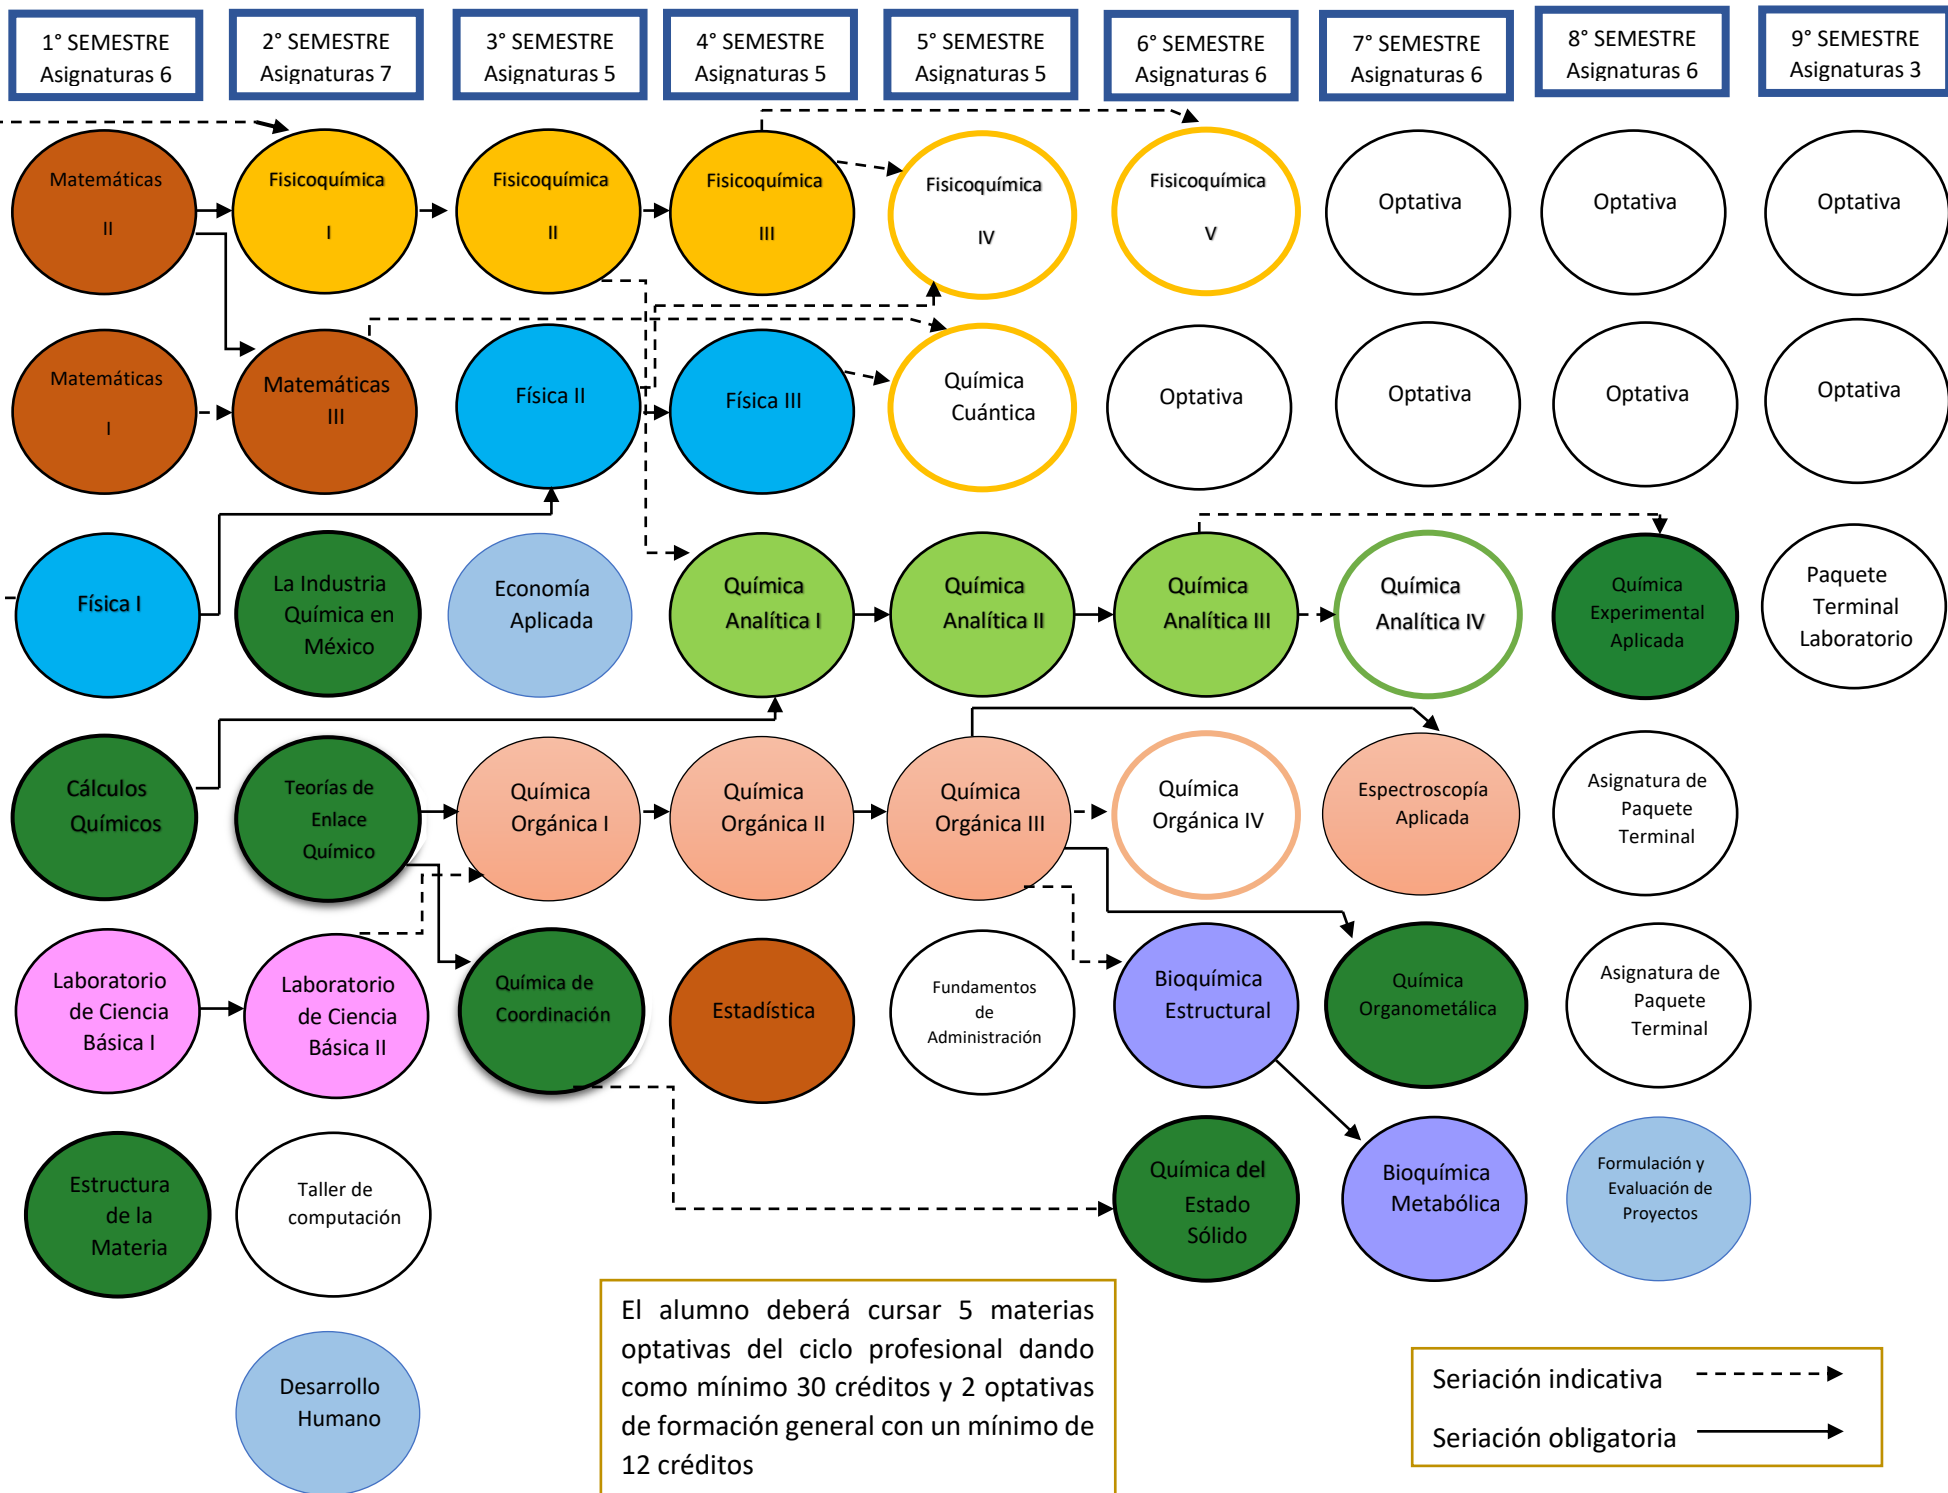 1° SEMESTRE
Asignaturas 6
2° SEMESTRE
Asignaturas 7
3° SEMESTRE
Asignaturas 5
4° SEMESTRE
Asignaturas 5
5° SEMESTRE
Asignaturas 5
6° SEMESTRE
Asignaturas 6
7° SEMESTRE
Asignaturas 6
8° SEMESTRE
Asignaturas 6
9° SEMESTRE
Asignaturas 3
Matemáticas
II
Fisicoquímica
I
Fisicoquímica
II
Fisicoquímica
III
Fisicoquímica
IV
Fisicoquímica
V
Optativa
Optativa
Optativa
Matemáticas
I
Matemáticas
III
Física II
Física III
Química
Cuántica
Optativa
Optativa
Optativa
Optativa
Física I
La Industria
Química en
México
Economía
Aplicada
Química
Analítica I
Química
Analítica II
Química
Analítica III
Química
Analítica IV
Química
Experimental
Aplicada
Paquete
Terminal
Laboratorio
Cálculos
Químicos
Teorías de
Enlace
Químico
Química
Orgánica I
Química
Orgánica II
Química
Orgánica III
Química
Orgánica IV
Espectroscopía
Aplicada
Asignatura de
Paquete
Terminal
Laboratorio
de Ciencia
Básica I
Laboratorio
de Ciencia
Básica II
Química de
Coordinación
Estadística
Fundamentos
de
Administración
Bioquímica
Estructural
Química
Organometálica
Asignatura de
Paquete
Terminal
Estructura
de la
Materia
Taller de
computación
Química del
Estado
Sólido
Bioquímica
Metabólica
Formulación y
Evaluación de
Proyectos
Desarrollo
Humano
El alumno deberá cursar 5 materias
optativas del ciclo profesional dando
como mínimo 30 créditos y 2 optativas
de formación general con un mínimo de
12 créditos
Seriación indicativa
Seriación obligatoria